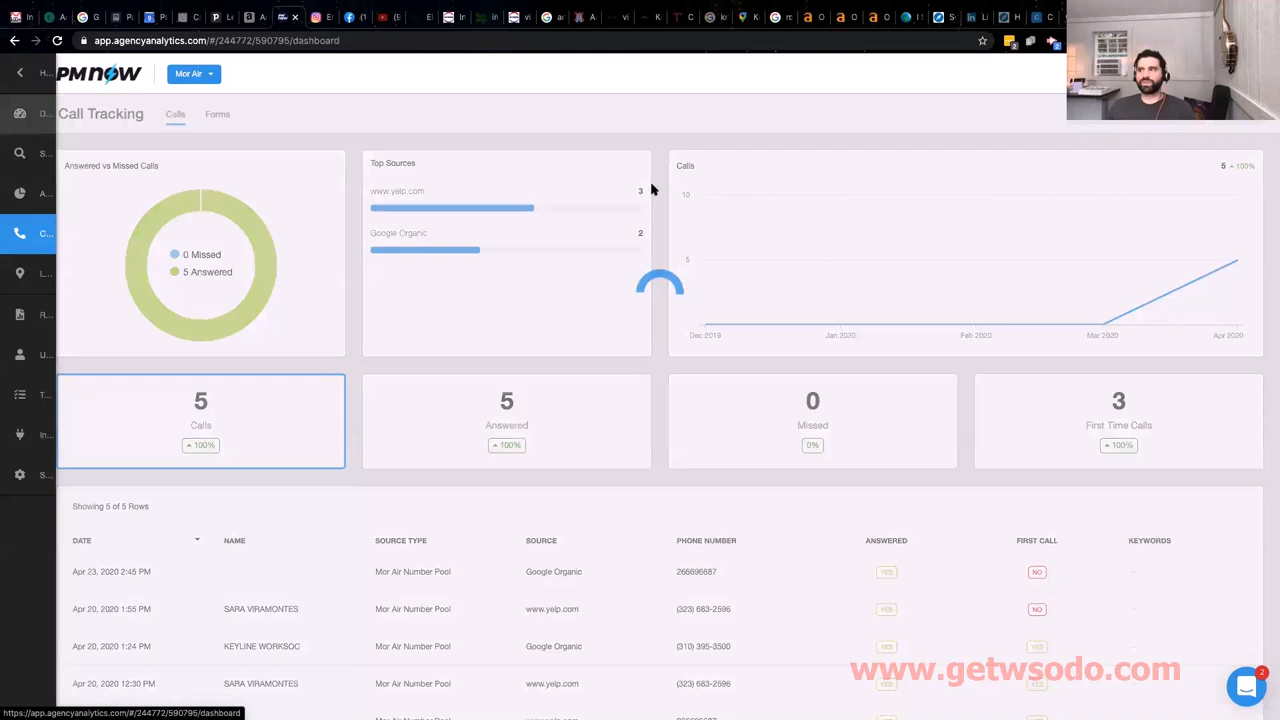 app.agencyanalytics.com/#/244772/590795/dashboard
PMNOW
Mor Air
Call Tracking
Calls
Forms
Answered vs Missed Calls
0 Missed
5 Answered
Top Sources
www.yelp.com
3
Google Organic
2
Calls
5
100%
10
5
Dec 2019
Jan 2020
Feb 2020
Mar 2020
Apr 2020
5
Calls
100%
5
Answered
100%
0
Missed
0%
3
First Time Calls
100%
Showing 5 of 5 Rows
DATE NAME SOURCE TYPE SOURCE PHONE NUMBER ANSWERED FIRST CALL KEYWORDS
Apr 23, 2020 2:45 PM Mor Air Number Pool Google Organic 266696687 YES NO
Apr 20, 2020 1:55 PM SARA VIRAMONTES Mor Air Number Pool www.yelp.com (323) 683-2596 YES NO
Apr 20, 2020 1:24 PM KEYLINE WORKSOC Mor Air Number Pool Google Organic (310) 395-3500 YES YES
Apr 20, 2020 12:30 PM SARA VIRAMONTES Mor Air Number Pool www.yelp.com (323) 683-2596 YES YES
www.getwsodo.com
2
https://app.agencyanalytics.com/#/244772/590795/dashboard